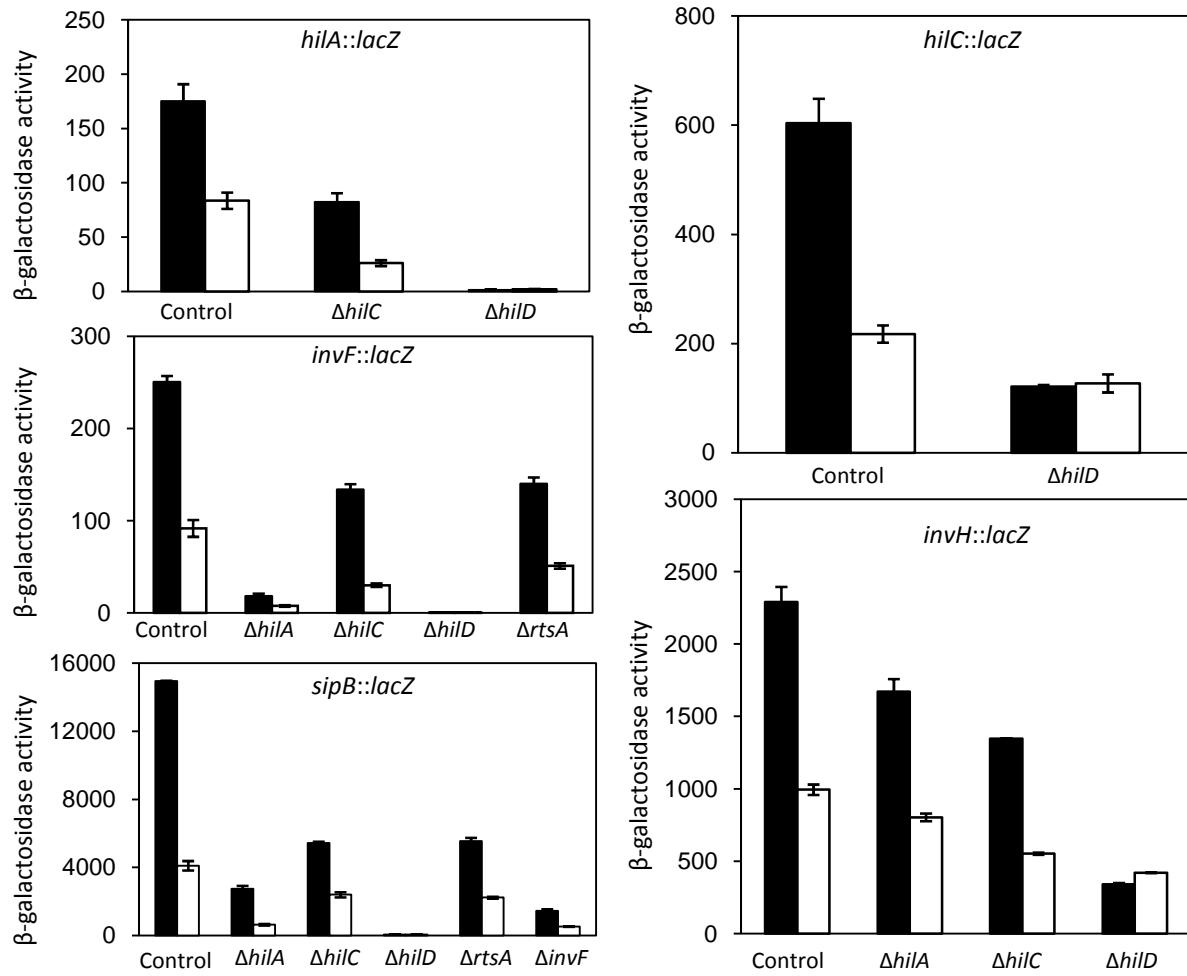 hilA::lacZ
β-galactosidase activity
250
200
150
100
50
0
Control ΔhilC ΔhilD
invF::lacZ
β-galactosidase activity
300
200
100
0
Control ΔhilA ΔhilC ΔhilD ΔrtsA
sipB::lacZ
β-galactosidase activity
16000
12000
8000
4000
0
Control ΔhilA ΔhilC ΔhilD ΔrtsA ΔinvF
hilC::lacZ
β-galactosidase activity
800
600
400
200
0
Control ΔhilD
invH::lacZ
β-galactosidase activity
3000
2500
2000
1500
1000
500
0
Control ΔhilA ΔhilC ΔhilD